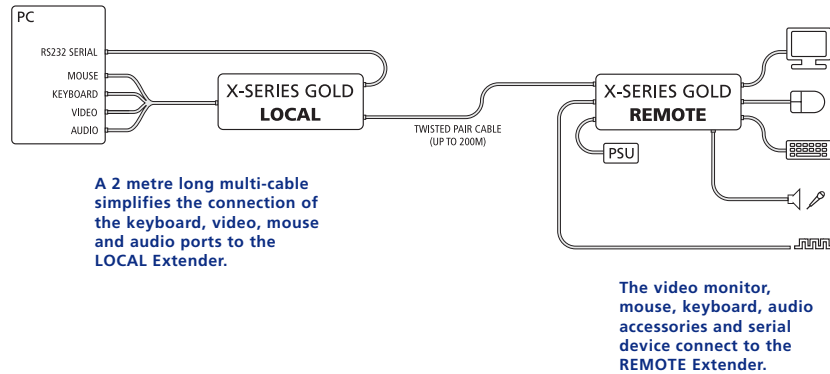 PC
RS232 SERIAL
MOUSE
KEYBOARD
VIDEO
AUDIO
X-SERIES GOLD
LOCAL
TWISTED PAIR CABLE
(UP TO 200M)
X-SERIES GOLD
REMOTE
PSU
A 2 metre long multi-cable
simplifies the connection of
the keyboard, video, mouse
and audio ports to the
LOCAL Extender.
The video monitor,
mouse, keyboard, audio
accessories and serial
device connect to the
REMOTE Extender.